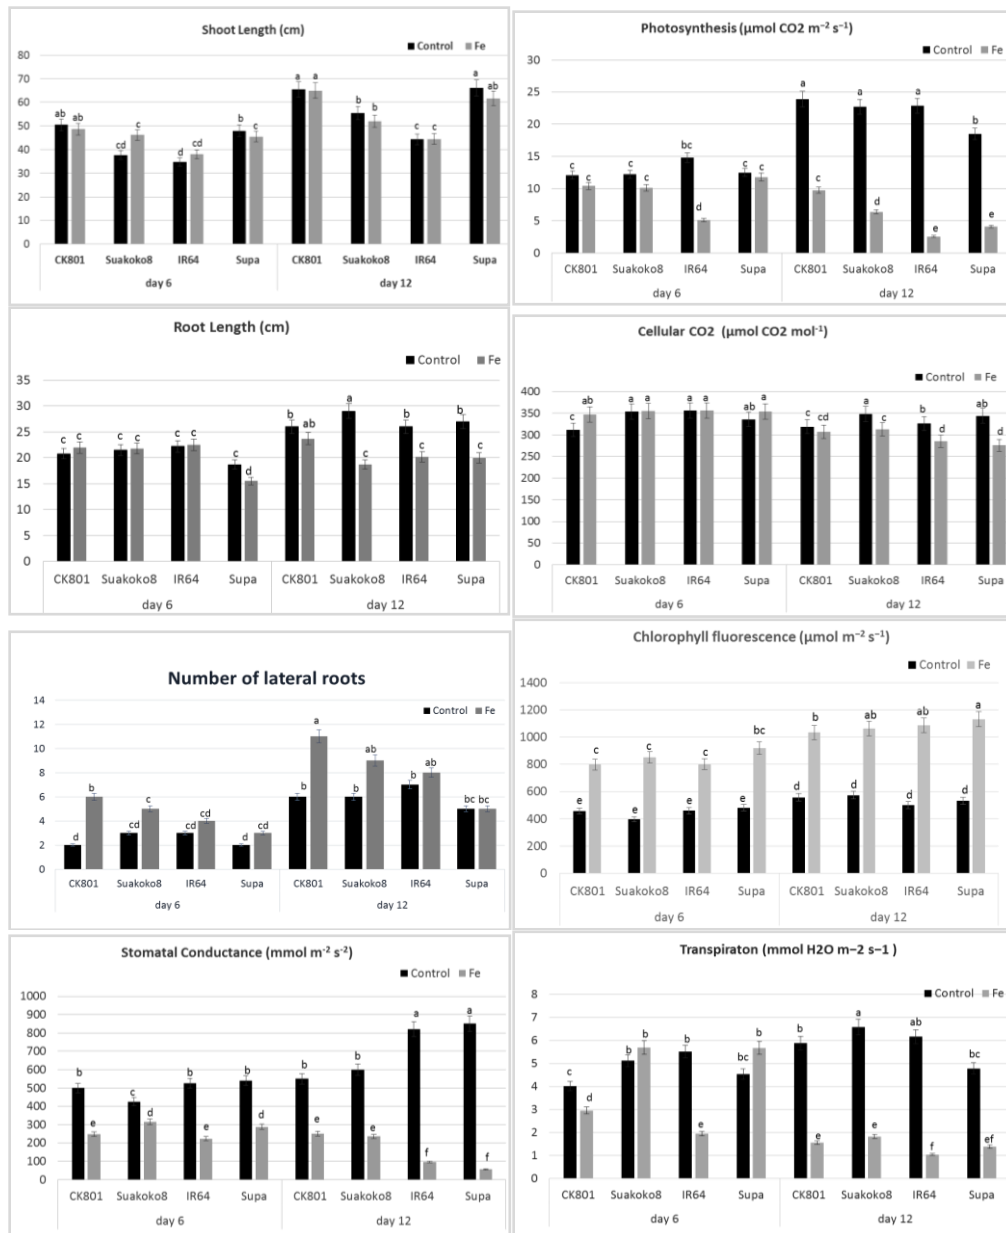 Shoot Length (cm)
Control Fe
80
70
60
50
40
30
20
10
0
ab ab cd c d cd b c a a b b c c a ab
CK801 Suakoko8 IR64 Supa CK801 Suakoko8 IR64 Supa
day 6 day 12
Photosynthesis (μmol CO2 m⁻² s⁻¹)
Control Fe
30
25
20
15
10
5
0
c c c c bc d c c a c a d a e b e
CK801 Suakoko8 IR64 Supa CK801 Suakoko8 IR64 Supa
day 6 day 12
Root Length (cm)
Control Fe
35
30
25
20
15
10
5
0
c c c c c c c d b ab a c b c b c
CK801 Suakoko8 IR64 Supa CK801 Suakoko8 IR64 Supa
day 6 day 12
Cellular CO2 (μmol CO2 mol⁻¹)
Control Fe
400
350
300
250
200
150
100
50
0
c ab a a a a ab a c cd a c b d ab d
CK801 Suakoko8 IR64 Supa CK801 Suakoko8 IR64 Supa
day 6 day 12
Number of lateral roots
Control Fe
14
12
10
8
6
4
2
0
d b cd c cd cd d cd b a b ab b ab bc bc
CK801 Suakoko8 IR64 Supa CK801 Suakoko8 IR64 Supa
day 6 day 12
Chlorophyll fluorescence (μmol m⁻² s⁻¹)
Control Fe
1400
1200
1000
800
600
400
200
0
e c e c e c e bc d b d ab d ab d a
CK801 Suakoko8 IR64 Supa CK801 Suakoko8 IR64 Supa
day 6 day 12
Stomatal Conductance (mmol m⁻² s⁻²)
Control Fe
1000
900
800
700
600
500
400
300
200
100
0
b e c d b e b d b e b e a f a f
CK801 Suakoko8 IR64 Supa CK801 Suakoko8 IR64 Supa
day 6 day 12
Transpiraton (mmol H2O m–2 s–1 )
Control Fe
8
7
6
5
4
3
2
1
0
c d b b b e bc b b e a e ab f bc ef
CK801 Suakoko8 IR64 Supa CK801 Suakoko8 IR64 Supa
day 6 day 12